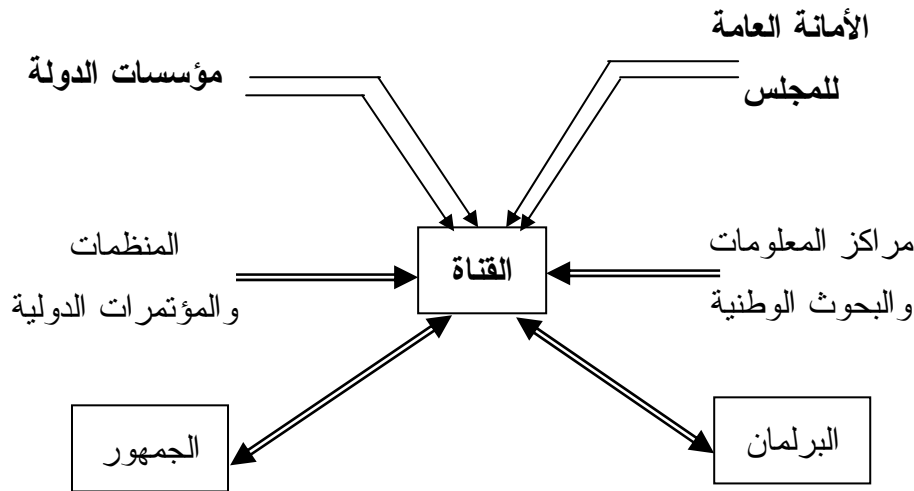 الأمانة العامة
للمجلس
مؤسسات الدولة
مراكز المعلومات
والبحوث الوطنية
القناة
المنظمات
والمؤتمرات الدولية
البرلمان
الجمهور